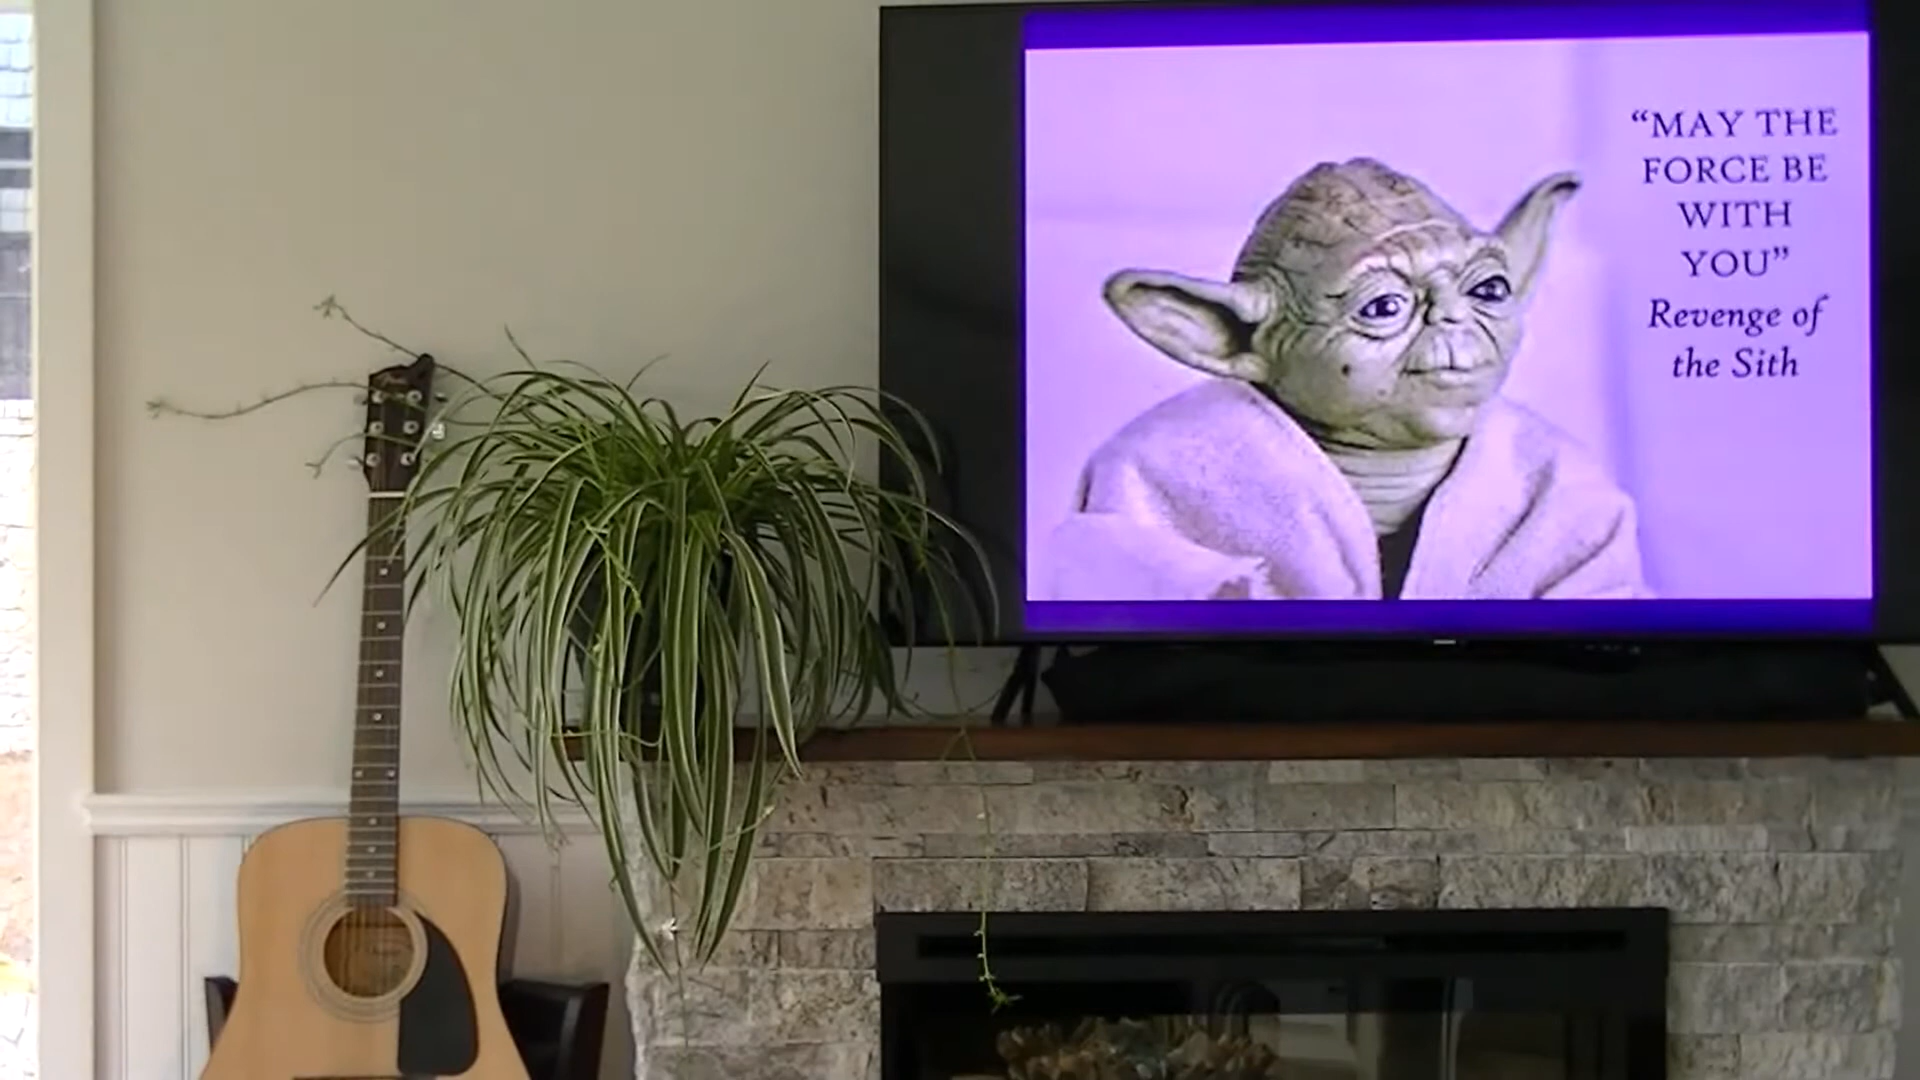 “MAY THE
FORCE BE
WITH
YOU”
Revenge of
the Sith